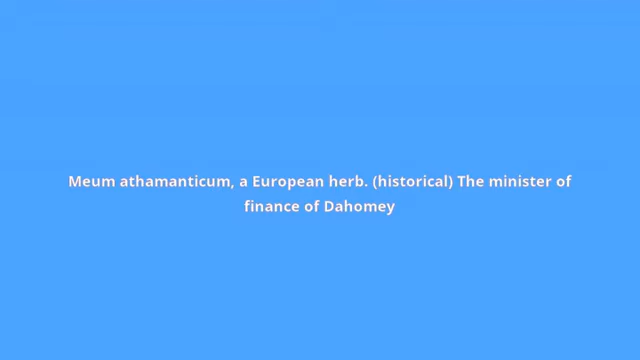 Meum athamanticum, a European herb. (historical) The minister of
finance of Dahomey